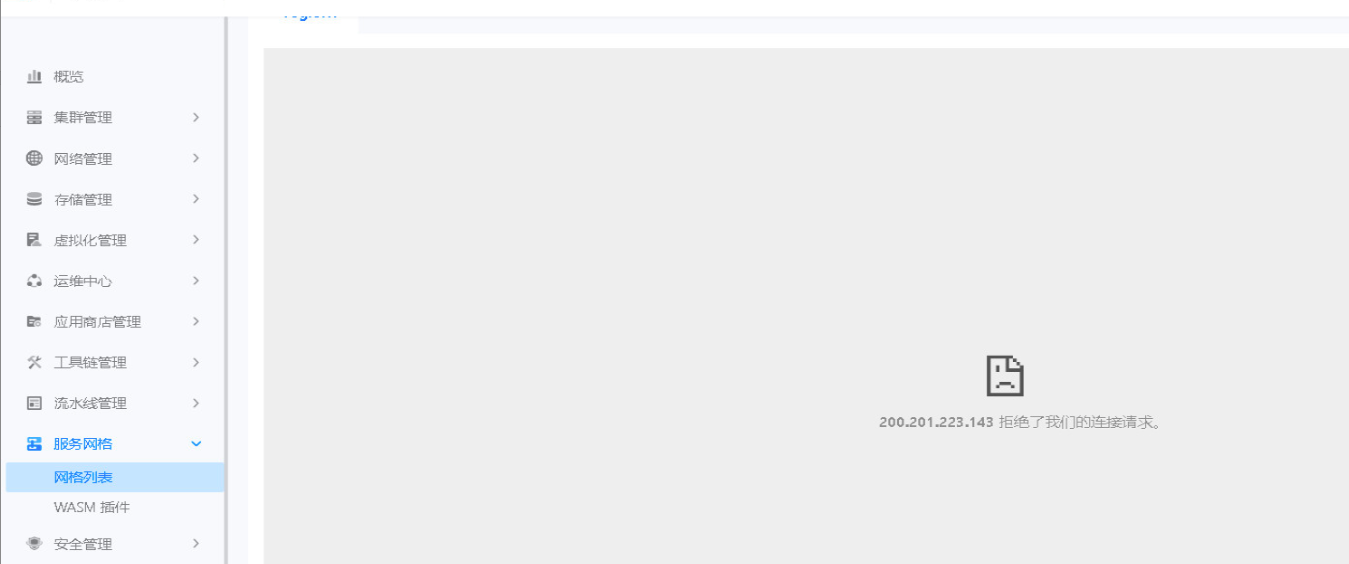 概览
集群管理
网络管理
存储管理
虚拟化管理
运维中心
应用商店管理
工具链管理
流水线管理
服务网格
网格列表
WASM 插件
安全管理
200.201.223.143 拒绝了我们的连接请求。